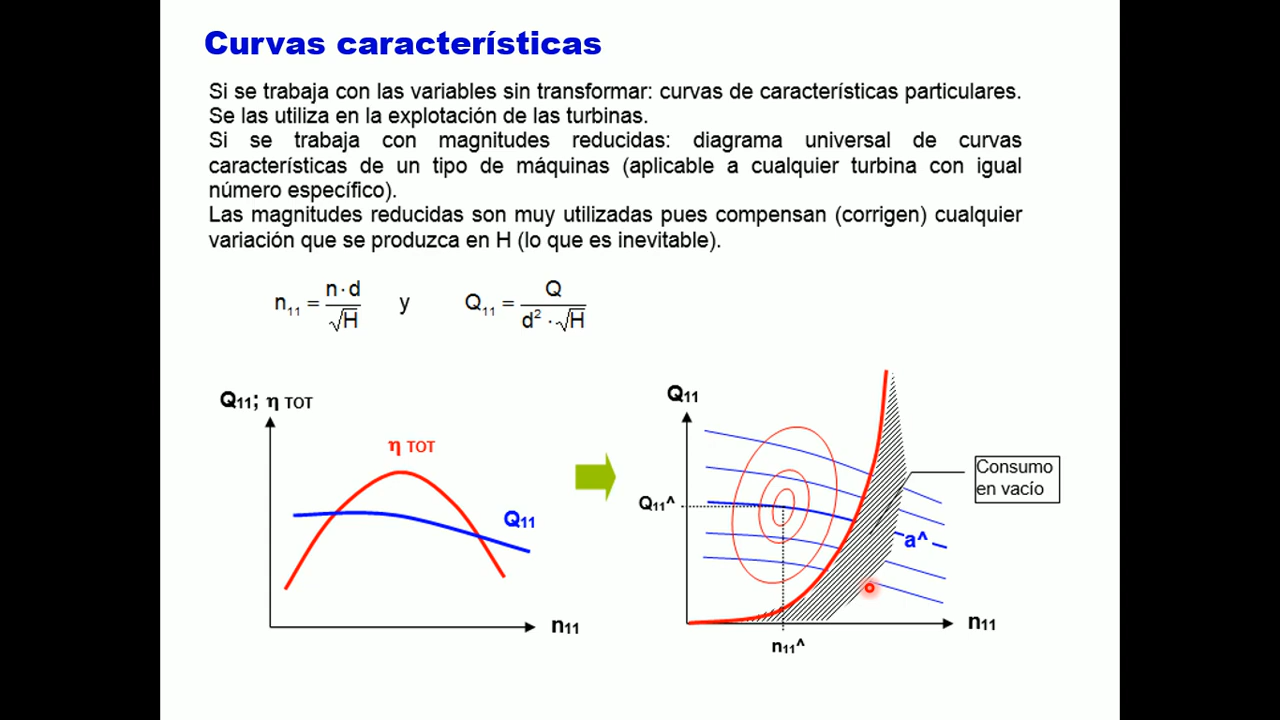 Curvas características
Si se trabaja con las variables sin transformar: curvas de características particulares.
Se las utiliza en la explotación de las turbinas.
Si se trabaja con magnitudes reducidas: diagrama universal de curvas
características de un tipo de máquinas (aplicable a cualquier turbina con igual
número específico).
Las magnitudes reducidas son muy utilizadas pues compensan (corrigen) cualquier
variación que se produzca en H (lo que es inevitable).
n₁₁ = n·d / √H y Q₁₁ = Q / d² · √H
Q₁₁; η TOT
η TOT
Q₁₁
n₁₁
Q₁₁
Consumo
en vacío
Q₁₁^
a^
n₁₁
n₁₁^